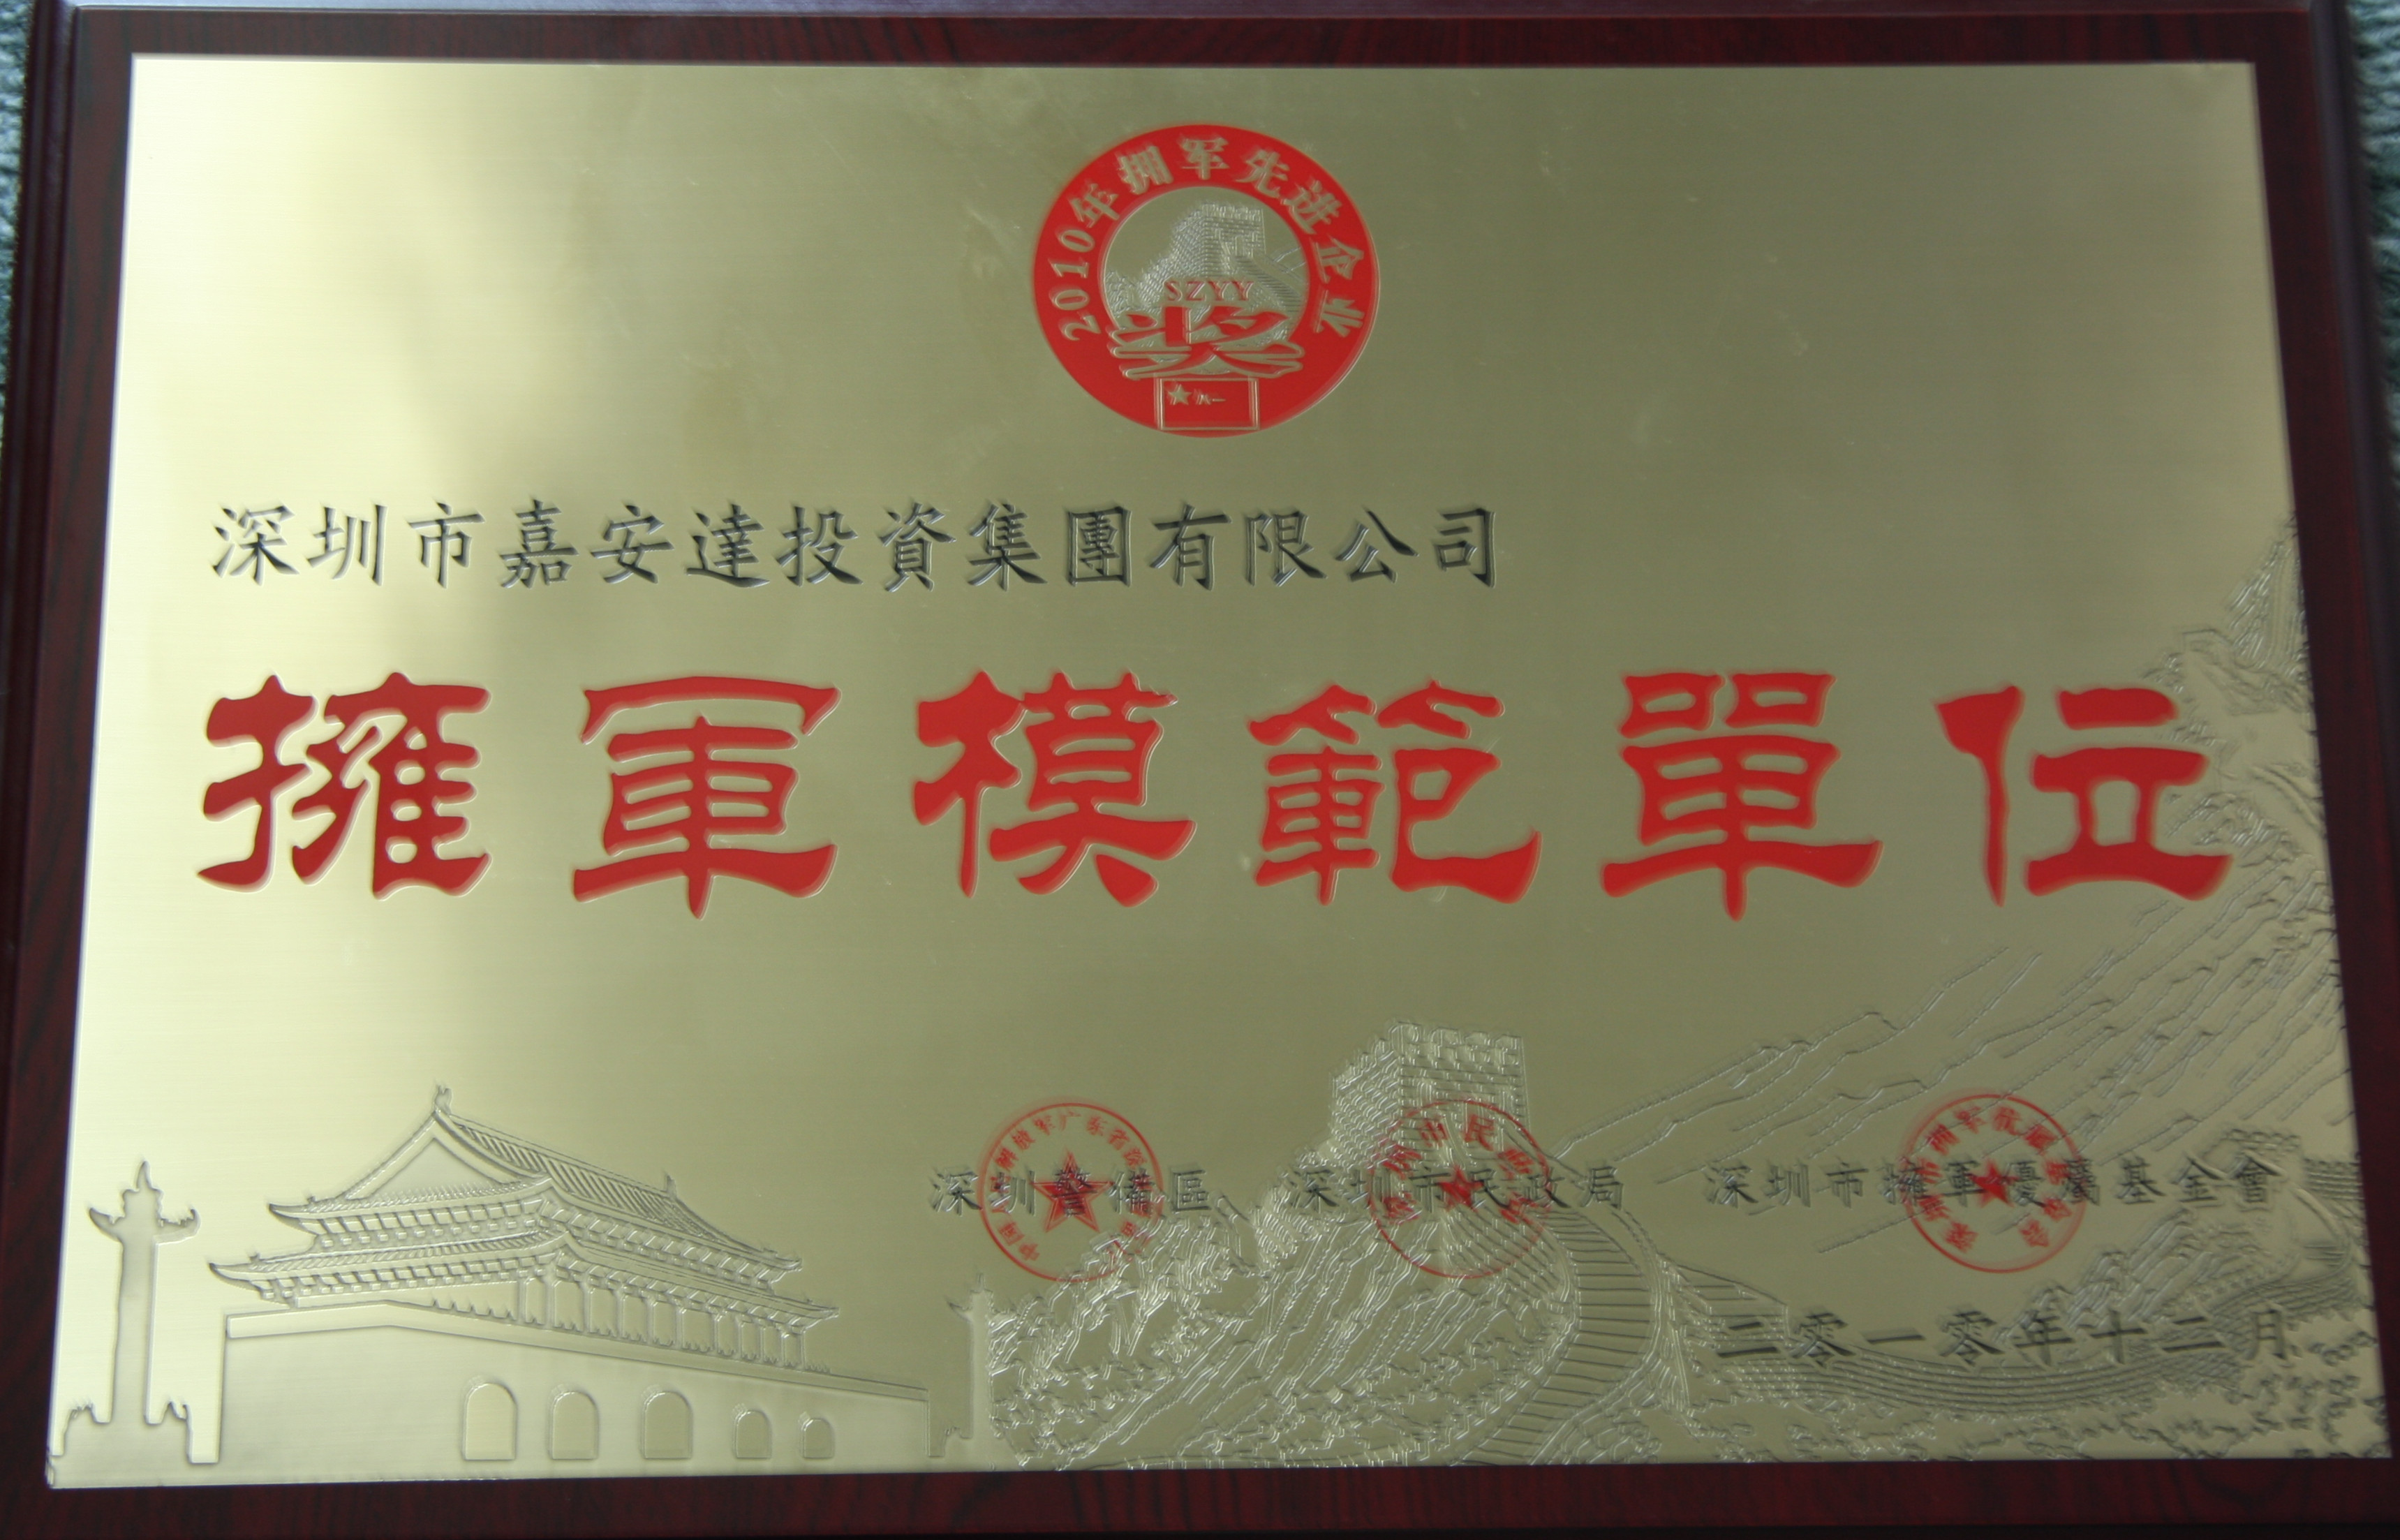 2010年拥军先进企业
SZYY
奖
八一
深圳市嘉安達投資集團有限公司
擁軍模範單位
深圳警備區、深圳市民政局 深圳市擁軍優屬基金會
二零一零年十二月